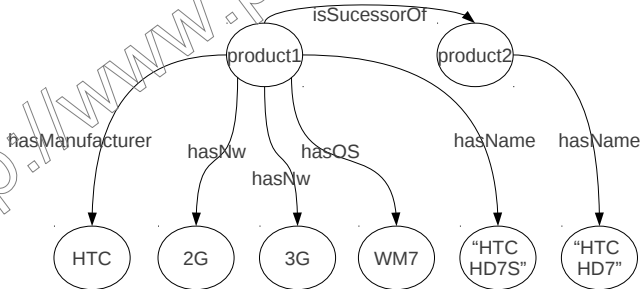 isSucessorOf
product1
product2
hasManufacturer
hasNw
hasNw
hasOS
hasName
hasName
HTC
2G
3G
WM7
“HTC
HD7S”
“HTC
HD7”